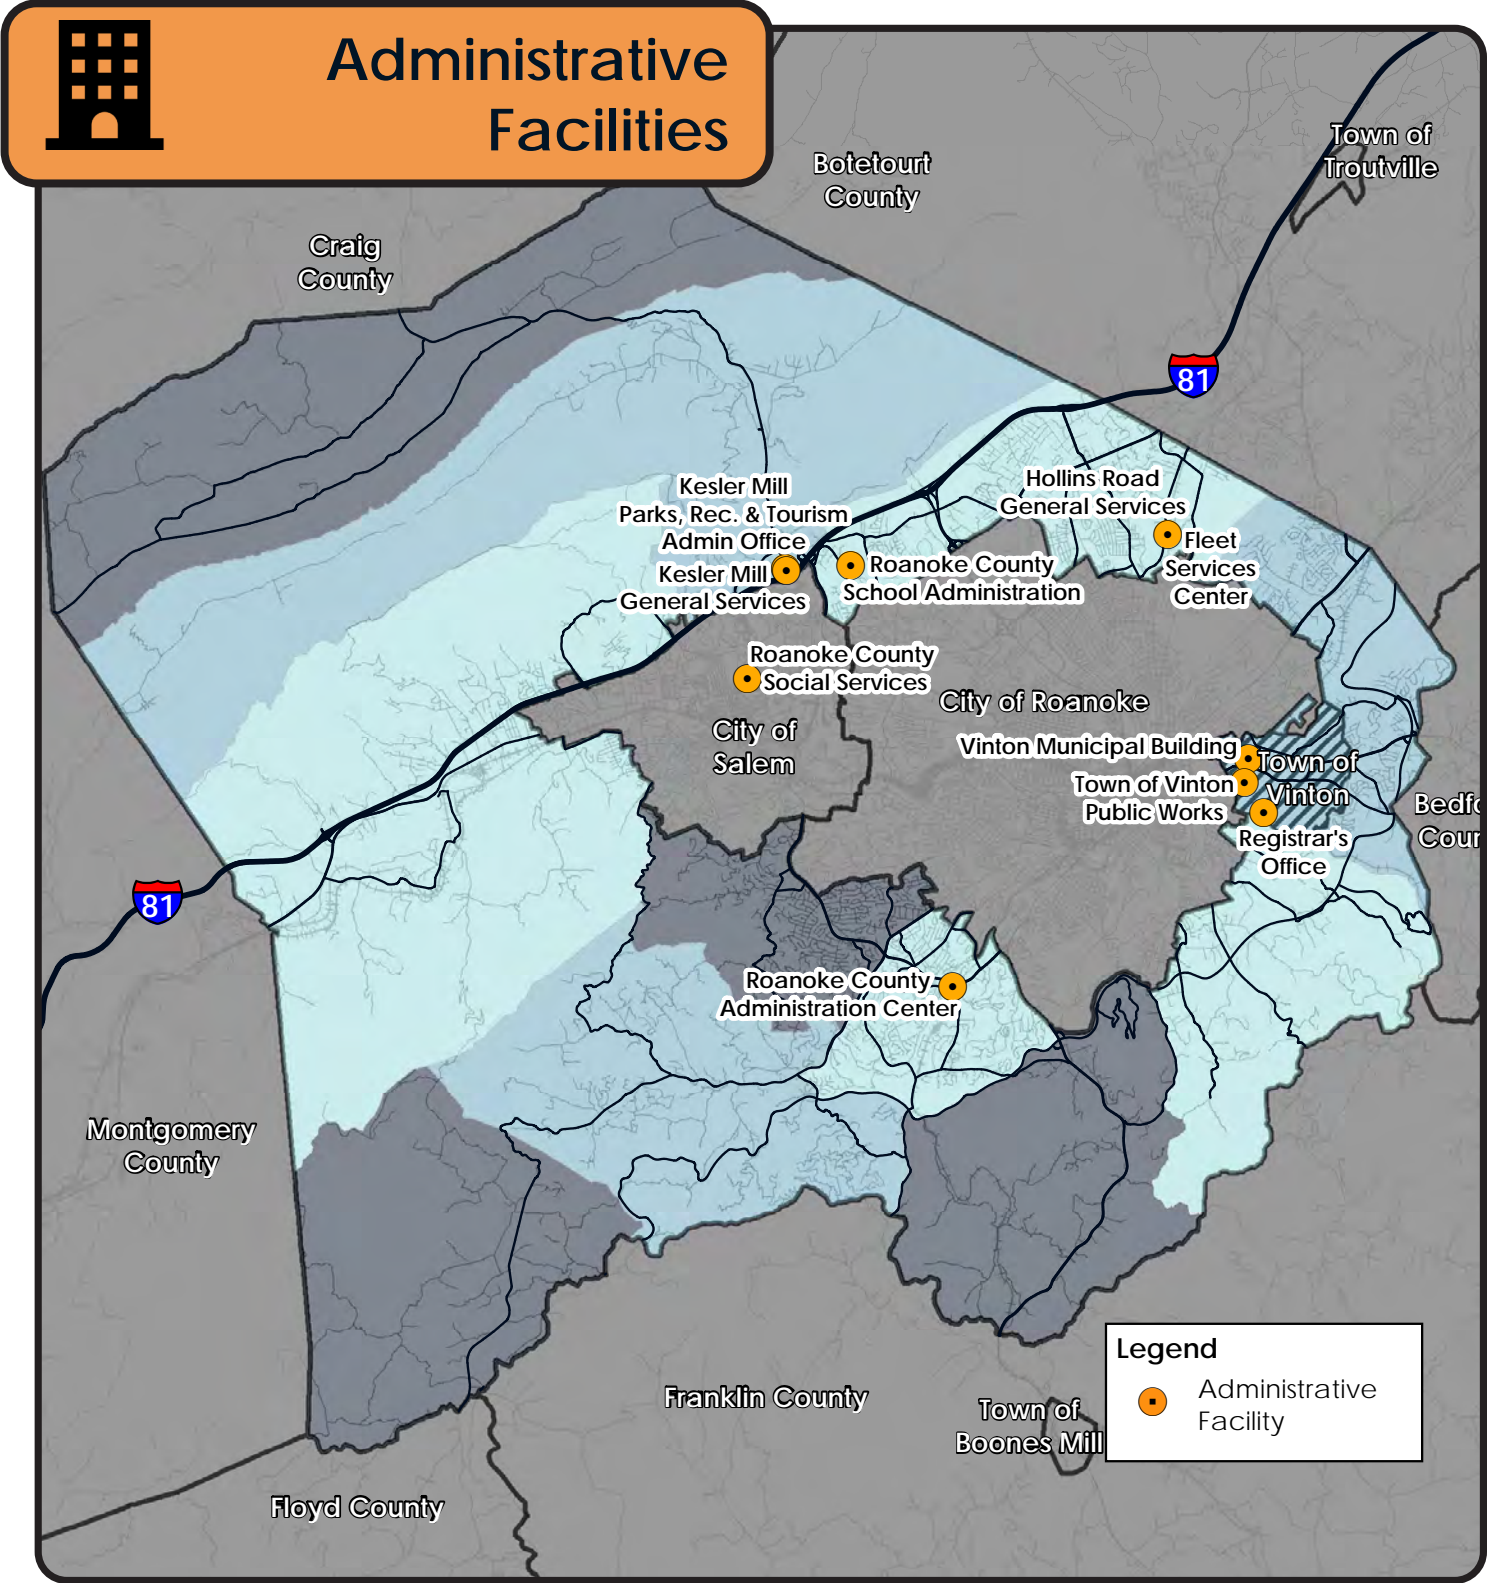 Administrative
Facilities
Botetourt
County
Town of
Troutville
Craig
County
81
Kesler Mill
Parks, Rec. & Tourism
Admin Office
Kesler Mill
General Services
Hollins Road
General Services
Fleet
Services
Center
Roanoke County
School Administration
Roanoke County
Social Services
City of Roanoke
City of
Salem
Vinton Municipal Building
Town of
Vinton
Town of Vinton
Public Works
Registrar's
Office
81
Roanoke County
Administration Center
Montgomery
County
Franklin County
Town of
Boones Mill
Floyd County
Legend
Administrative
Facility